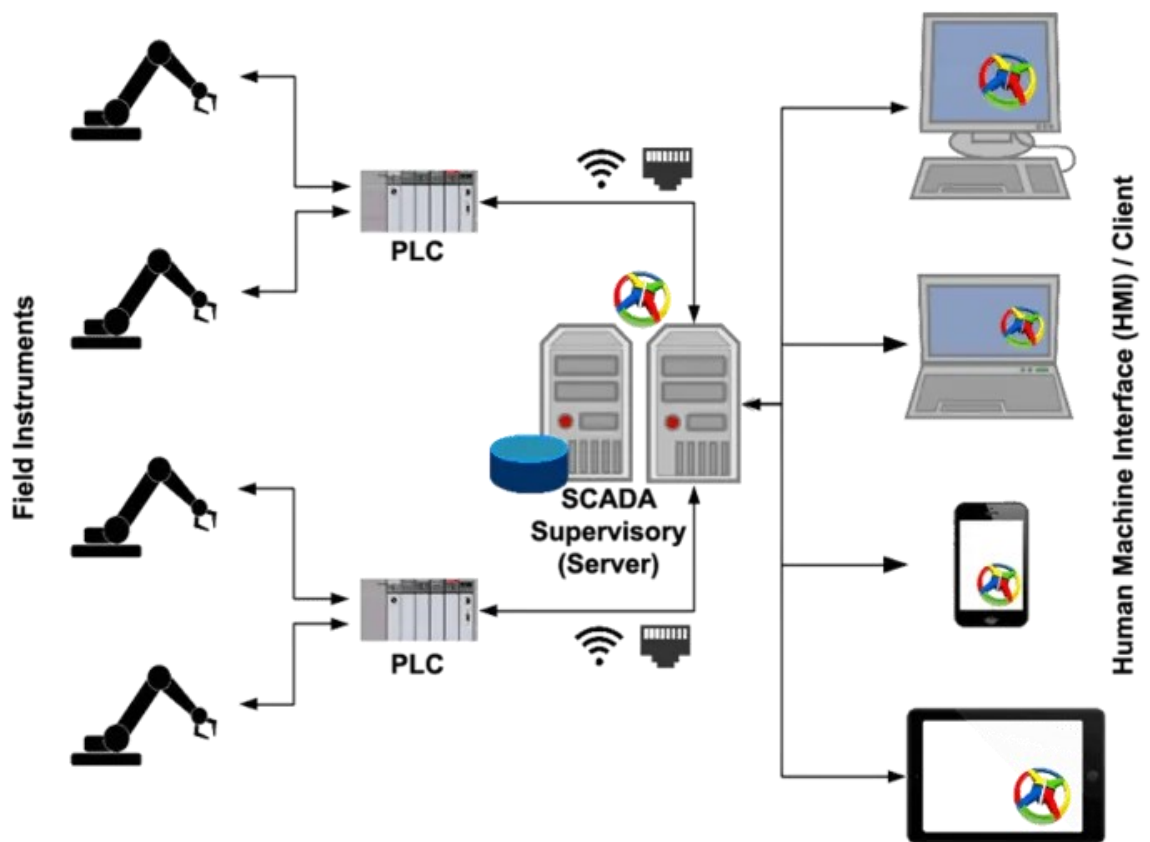 Field Instruments
PLC
SCADA
Supervisory
(Server)
PLC
Human Machine Interface (HMI) / Client